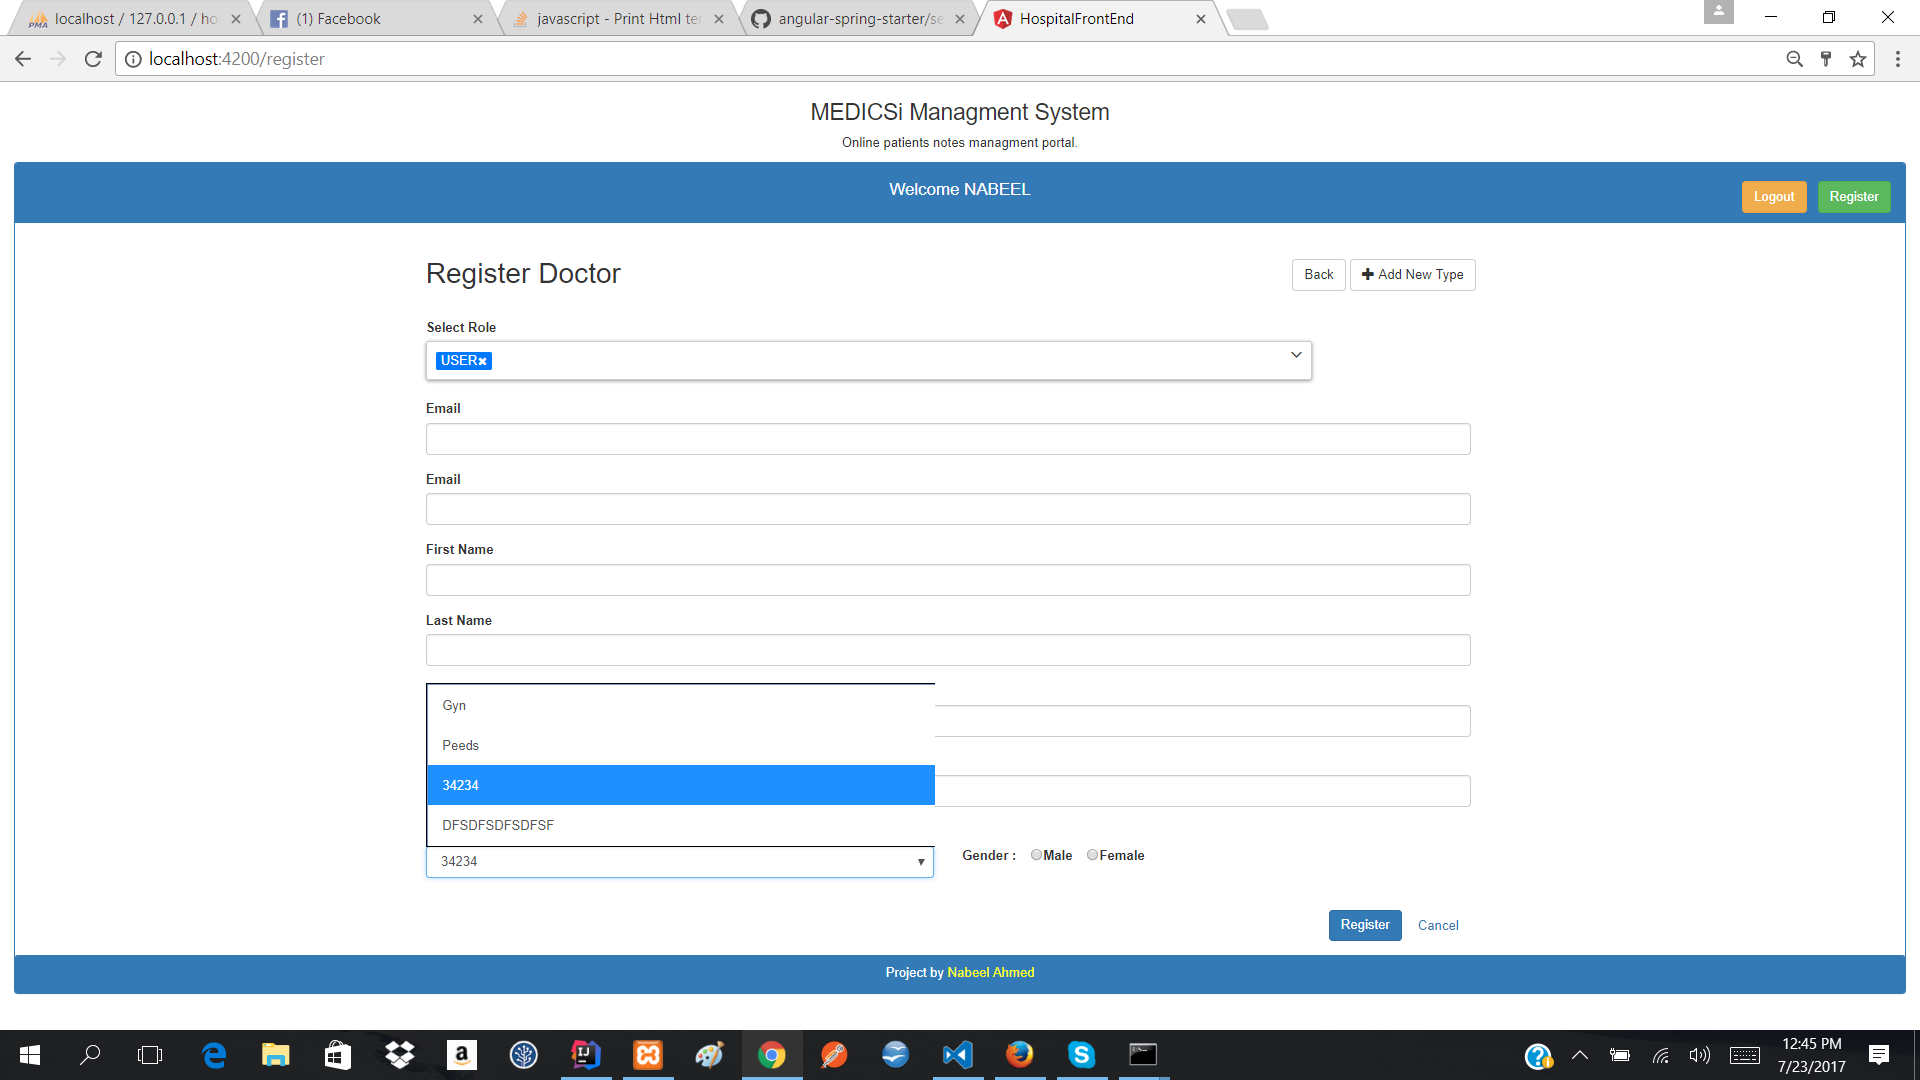 localhost / 127.0.0.1 / ho
(1) Facebook
javascript - Print Html te
angular-spring-starter/se
HospitalFrontEnd
localhost:4200/register
MEDICSi Managment System
Online patients notes managment portal.
Welcome NABEEL
Logout
Register
Register Doctor
Back
Add New Type
Select Role
USER
Email
Email
First Name
Last Name
Gyn
Peeds
34234
DFSDFSDFSDFSF
34234
Gender :
Male
Female
Register
Cancel
Project by Nabeel Ahmed
12:45 PM
7/23/2017